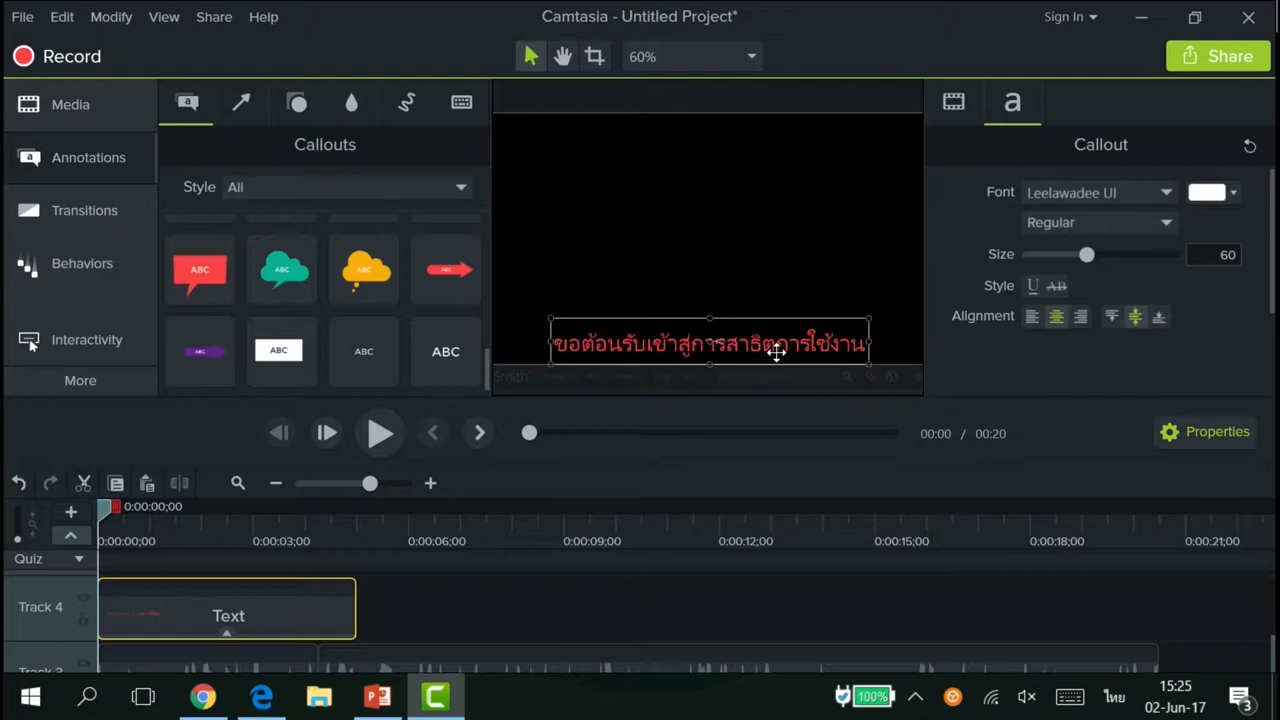 File Edit Modify View Share Help
Camtasia - Untitled Project*
Sign In
Record
60%
Share
Media
Annotations
Transitions
Behaviors
Interactivity
More
Callouts
Style All
ABC ABC ABC ABC
ABC ABC ABC ABC
ขอต้อนรับเข้าสู่การสาธิตการใช้งาน
Smith
a
Callout
Font Leelawadee UI
Regular
Size 60
Style U AB
Alignment
00:00 / 00:20
Properties
0:00:00;00
0:00:00;00 0:00:03;00 0:00:06;00 0:00:09;00 0:00:12;00 0:00:15;00 0:00:18;00 0:00:21;00
Quiz
Track 4
Text
Track 3
100%
ไทย
15:25
02-Jun-17
3